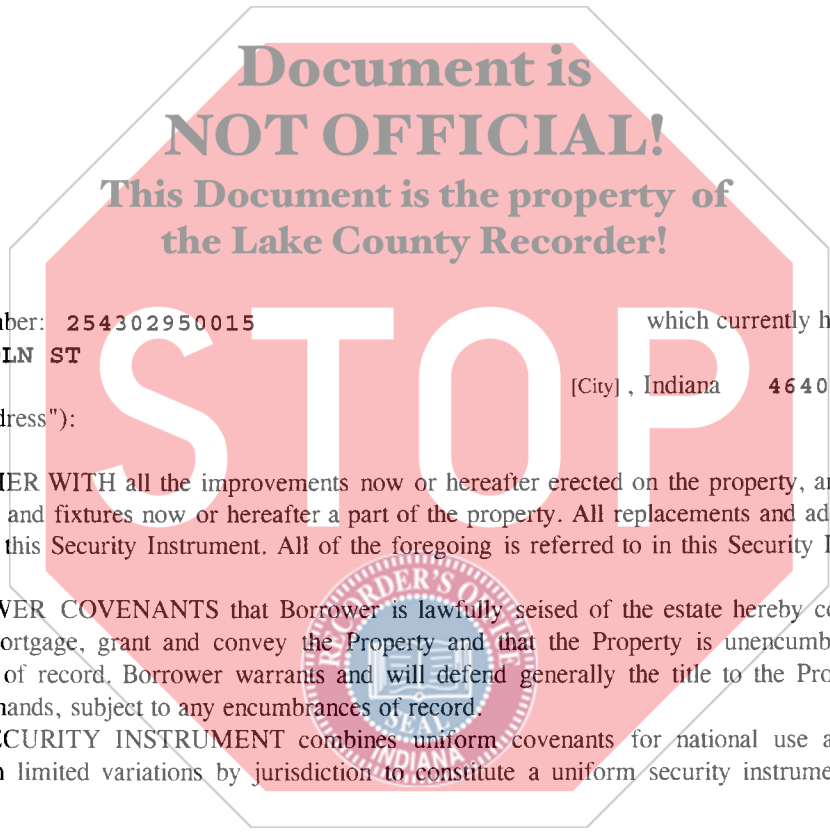 Document is
NOT OFFICIAL!
This Document is the property of
the Lake County Recorder!
STOP
ber: 254302950015 which currently h
LN ST
[City] , Indiana 4640
dress"):
ER WITH all the improvements now or hereafter erected on the property, a
and fixtures now or hereafter a part of the property. All replacements and ad
this Security Instrument. All of the foregoing is referred to in this Security I
WER COVENANTS that Borrower is lawfully seised of the estate hereby co
ortgage, grant and convey the Property and that the Property is unencumb
of record. Borrower warrants and will defend generally the title to the Pro
ands, subject to any encumbrances of record.
CURITY INSTRUMENT combines uniform covenants for national use a
limited variations by jurisdiction to constitute a uniform security instrume
RECORDER'S OFFICE
SEAL
INDIANA